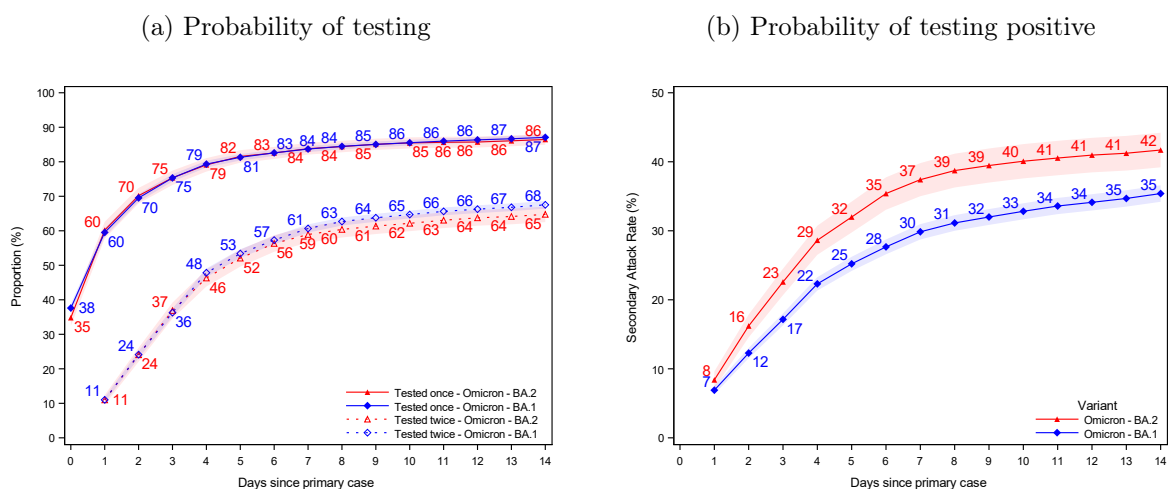 (a) Probability of testing
100
90
80
70
60
50
40
30
20
10
0
Proportion (%)
38 60 70 75 79 81 83 84 84 85 86 86 86 87 87
35 60 70 75 79 82 83 84 84 85 85 86 86 86 86
11 24 36 48 53 57 61 63 64 65 66 66 67 68
11 24 37 46 52 56 59 60 61 62 63 64 64 65
Tested once - Omicron - BA.2
Tested once - Omicron - BA.1
Tested twice - Omicron - BA.2
Tested twice - Omicron - BA.1
0 1 2 3 4 5 6 7 8 9 10 11 12 13 14
Days since primary case
(b) Probability of testing positive
50
40
30
20
10
0
Secondary Attack Rate (%)
8 16 23 29 32 35 37 39 39 40 41 41 41 42
7 12 17 22 25 28 30 31 32 33 34 34 35 35
Variant
Omicron - BA.2
Omicron - BA.1
0 1 2 3 4 5 6 7 8 9 10 11 12 13 14
Days since primary case